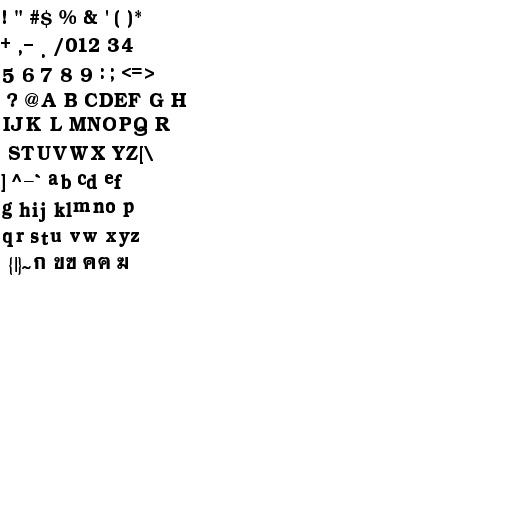 ! " #$ % & ' ( )*
+ ,- . /012 34
5 6 7 8 9 : ; <=>
? @A B CDEF G H
IJK L MNOPQ R
STUVWX YZ[\
] ^_` ab cd ef
g hij klmno p
qr stu vw xyz
{|}~ก ขฃ คฅ ฆ